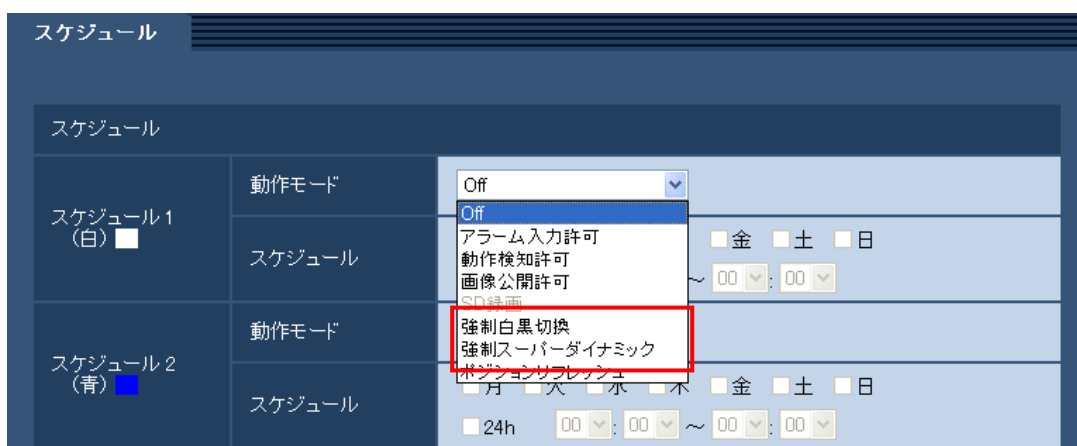 スケジュール
スケジュール
スケジュール 1
(白)
動作モード
Off
Off
アラーム入力許可
動作検知許可
画像公開許可
SD録画
強制白黒切換
強制スーパーダイナミック
ポジションリフレッシュ
スケジュール
金 土 日
~ 00 : 00
スケジュール 2
(青)
動作モード
スケジュール
月 火 水 木 金 土 日
24h 00 : 00 ~ 00 : 00